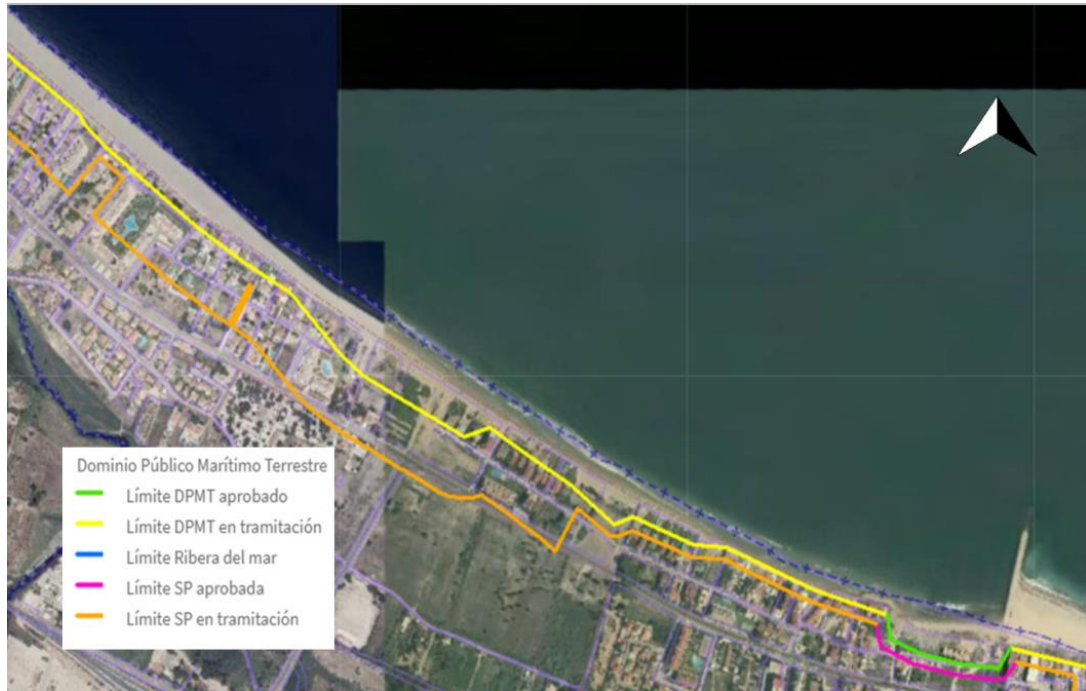 Dominio Público Marítimo Terrestre
Límite DPMT aprobado
Límite DPMT en tramitación
Límite Ribera del mar
Límite SP aprobada
Límite SP en tramitación